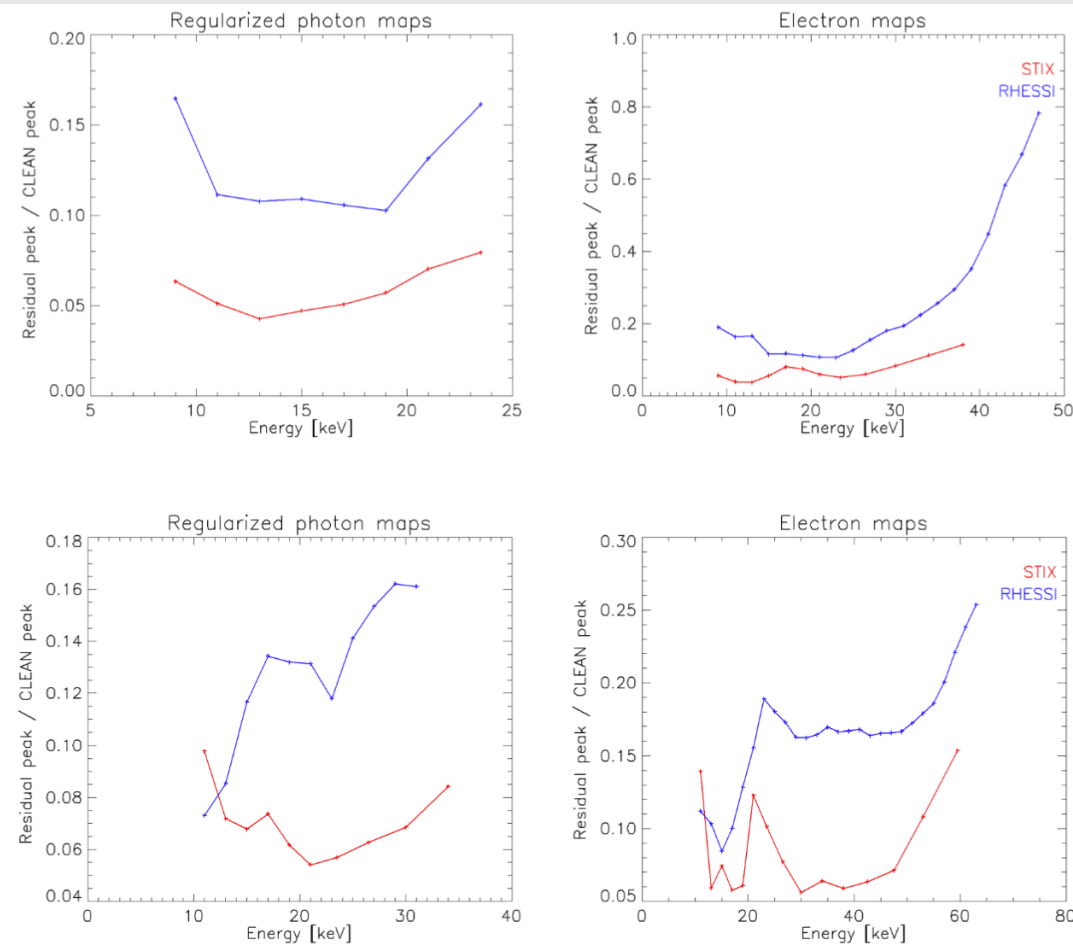 Regularized photon maps
Residual peak / CLEAN peak
0.20
0.15
0.10
0.05
0.00
5 10 15 20 25
Energy [keV]
Electron maps
STIX
RHESSI
Residual peak / CLEAN peak
1.0
0.8
0.6
0.4
0.2
0.0
0 10 20 30 40 50
Energy [keV]
Regularized photon maps
Residual peak / CLEAN peak
0.18
0.16
0.14
0.12
0.10
0.08
0.06
0.04
0 10 20 30 40
Energy [keV]
Electron maps
STIX
RHESSI
Residual peak / CLEAN peak
0.30
0.25
0.20
0.15
0.10
0.05
0 20 40 60 80
Energy [keV]